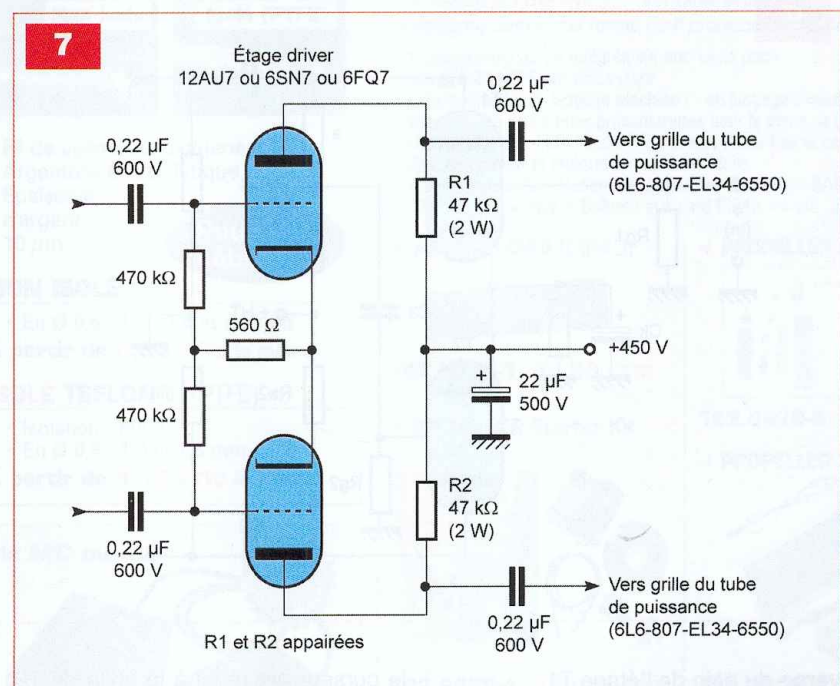 7
Étage driver
12AU7 ou 6SN7 ou 6FQ7
0,22 µF
600 V
0,22 µF
600 V
Vers grille du tube
de puissance
(6L6-807-EL34-6550)
R1
47 kΩ
(2 W)
470 kΩ
560 Ω
+450 V
+
22 µF
500 V
470 kΩ
R2
47 kΩ
(2 W)
0,22 µF
600 V
0,22 µF
600 V
Vers grille du tube
de puissance
(6L6-807-EL34-6550)
R1 et R2 appairées